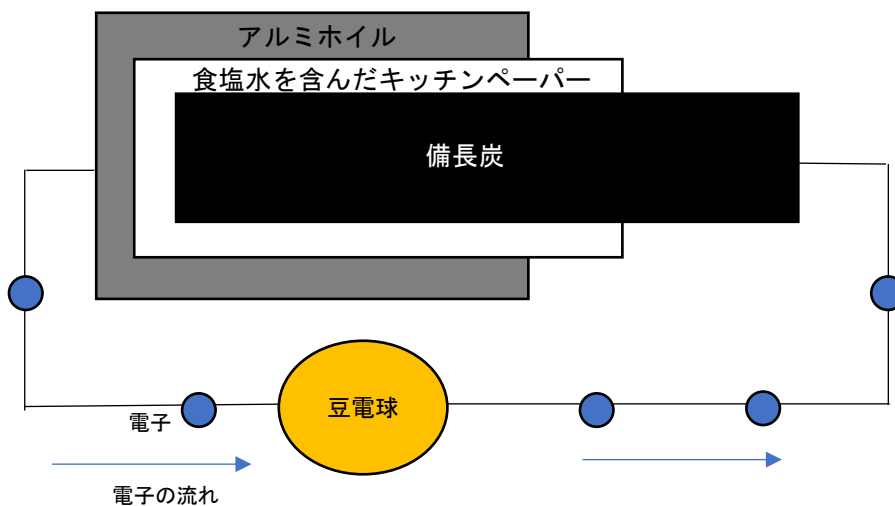 アルミホイル
食塩水を含んだキッチンペーパー
備長炭
豆電球
電子
電子の流れ